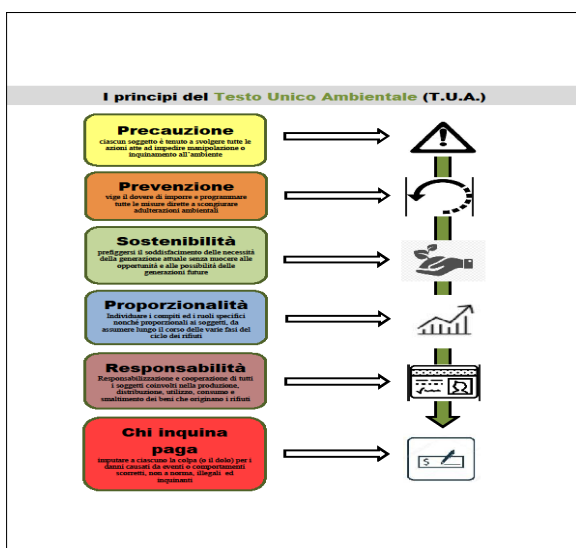 I principi del Testo Unico Ambientale (T.U.A.)
Precauzione
ciascun soggetto è tenuto a svolgere tutte le
azioni atte ad impedire manipolazione o
inquinamento all'ambiente
Prevenzione
vige il dovere di imporre e programmare
tutte le misure dirette a scongiurare
adulterazioni ambientali
Sostenibilità
prefiggersi il soddisfacimento delle necessità
della generazione attuale senza nuocere alle
opportunità e alle possibilità delle
generazioni future
Proporzionalità
Individuare i compiti ed i ruoli specifici
nonché proporzionali ai soggetti, da
assumere lungo il corso delle varie fasi del
ciclo dei rifiuti
Responsabilità
Responsabilizzazione e cooperazione di tutti
i soggetti coinvolti nella produzione,
distribuzione, utilizzo, consumo e
smaltimento dei beni che originano i rifiuti
Chi inquina
paga
imputare a ciascuno la colpa (o il dolo) per i
danni causati da eventi o comportamenti
scorretti, non a norma, illegali ed
inquinanti
$